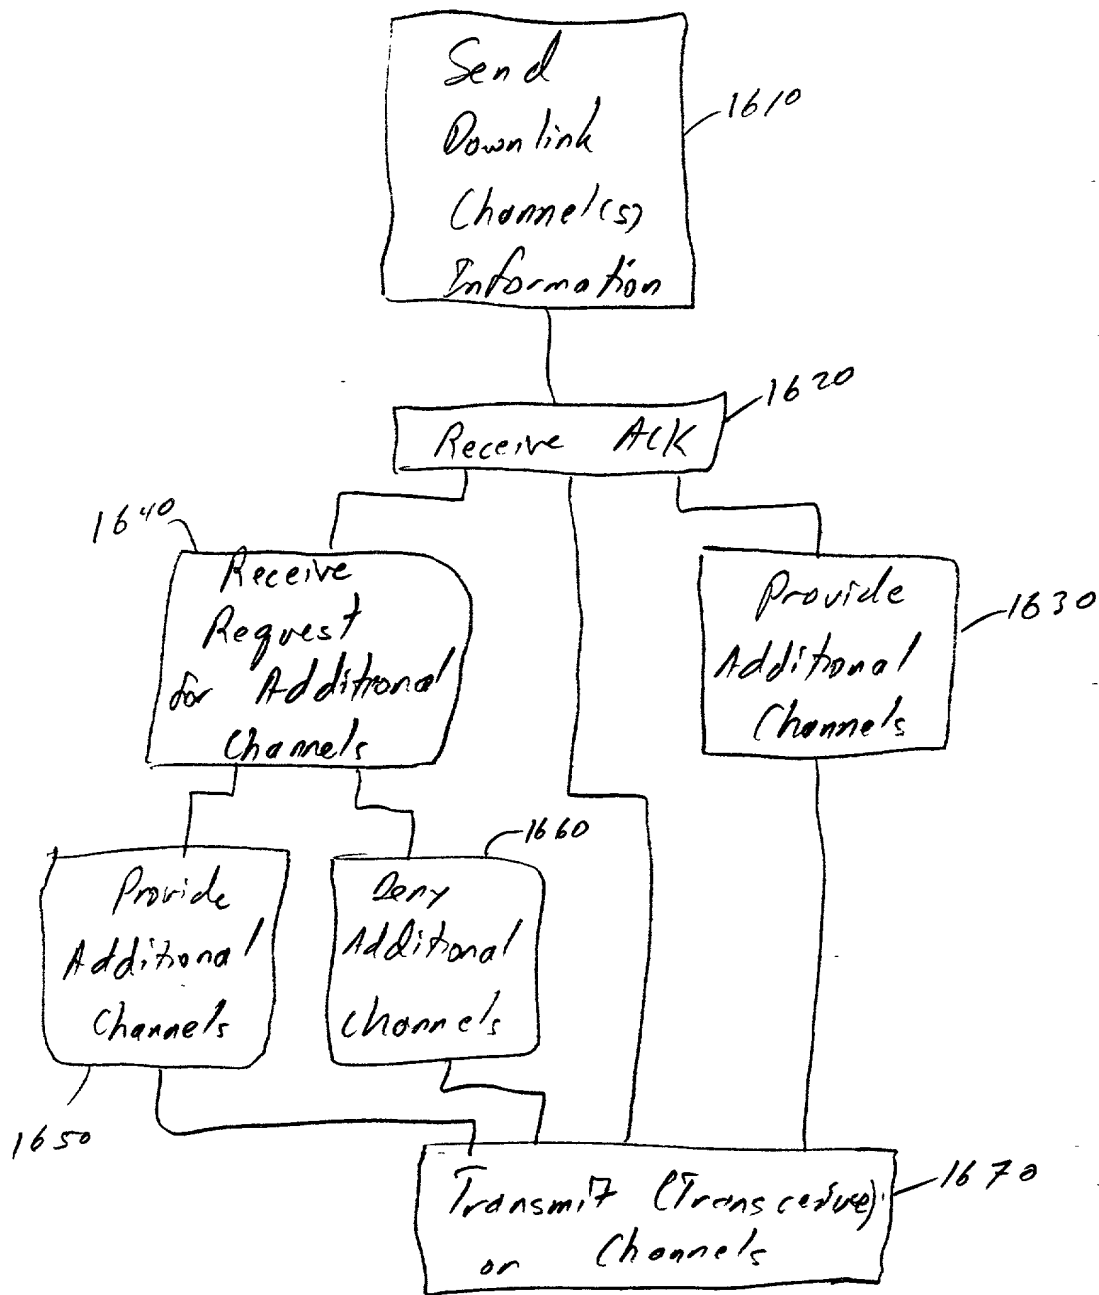 Send
Downlink
Channel(s)
Information
1610
1620
Receive ACK
1640
Receive
Request
for Additional
Channels
Provide
Additional
Channels
1630
1660
Provide
Additional
Channels
Deny
Additional
Channels
1650
Transmit (Transceive)
on Channels
1670